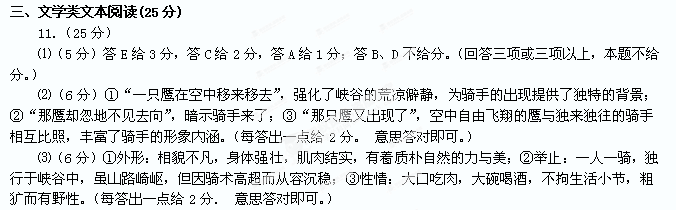 三、文学类文本阅读(25分)
11.（25分）
⑴（5分）答E给3分，答C给2分，答A给1分；答B、D不给分。（回答三项或三项以上，本题不给
分。）
⑵（6分）①“一只鹰在空中移来移去”，强化了峡谷的荒凉僻静，为骑手的出现提供了独特的背景；
②“那鹰却忽地不见去向”，暗示骑手来了；③“那只鹰又出现了”，空中自由飞翔的鹰与独来独往的骑手
相互比照，丰富了骑手的形象内涵。（每答出一点给2分． 意思答对即可。）
⑶（6分）①外形：相貌不凡，身体强壮，肌肉结实，有着质朴自然的力与美；②举止：一人一骑，独
行于峡谷中，虽山路崎岖，但因骑术高超而从容沉稳；③性情：大口吃肉，大碗喝酒，不拘生活小节，粗
犷而有野性。（每答出一点给2分． 意思答对即可。）